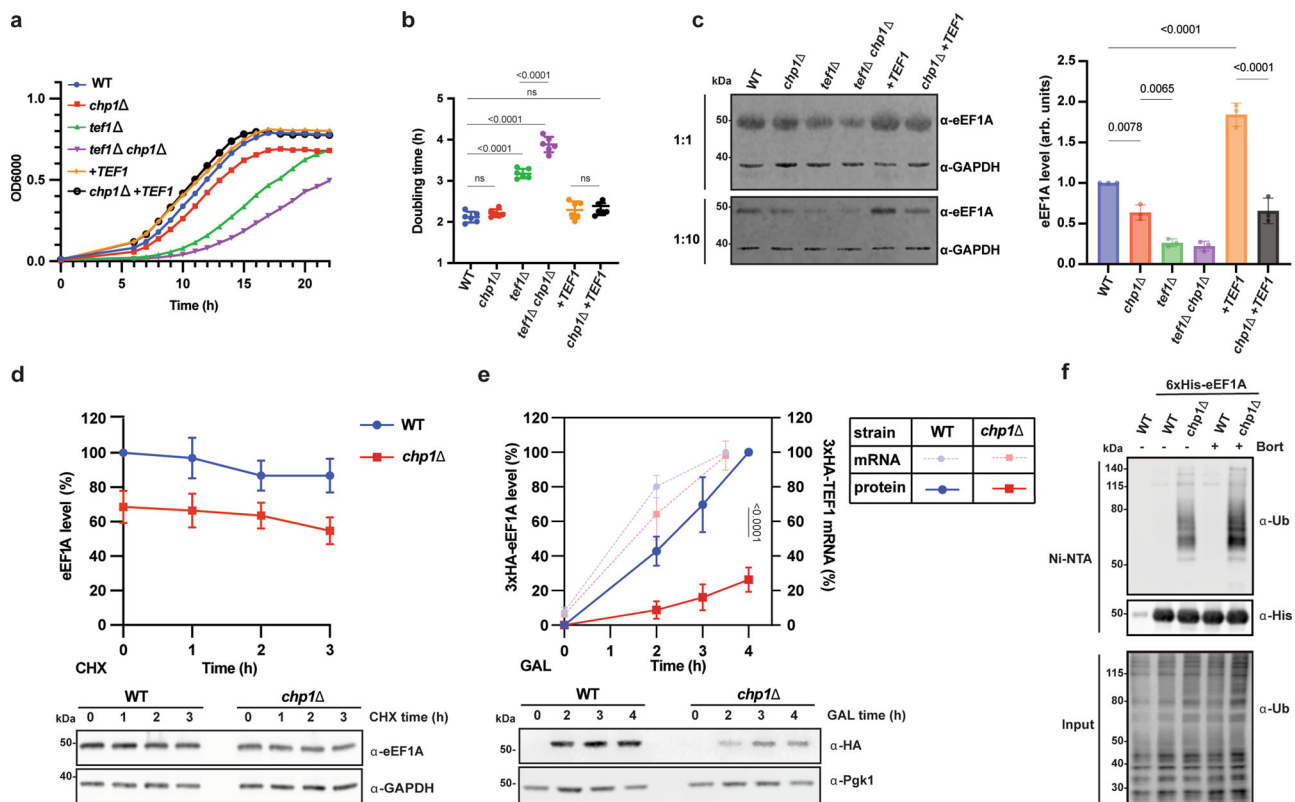 a
OD6000
1.0
0.5
0.0
0 5 10 15 20
Time (h)
WT
chp1Δ
tef1Δ
tef1Δ chp1Δ
+TEF1
chp1Δ +TEF1
b
Doubling time (h)
5
4
3
2
1
<0.0001
ns
<0.0001
<0.0001
ns
ns
WT
chp1Δ
tef1Δ
tef1Δ chp1Δ
+TEF1
chp1Δ +TEF1
c
kDa
WT
chp1Δ
tef1Δ
tef1Δ chp1Δ
+TEF1
chp1Δ +TEF1
1:1
50
40
α-eEF1A
α-GAPDH
1:10
50
40
α-eEF1A
α-GAPDH
eEF1A level (arb. units)
2.5
2.0
1.5
1.0
0.5
0.0
<0.0001
<0.0001
0.0065
0.0078
WT
chp1Δ
tef1Δ
tef1Δ chp1Δ
+TEF1
chp1Δ +TEF1
d
eEF1A level (%)
120
100
80
60
40
20
0
0 1 2 3
CHX
Time (h)
WT
chp1Δ
WT chp1Δ
kDa
0 1 2 3 0 1 2 3 CHX time (h)
50
α-eEF1A
40
α-GAPDH
e
3xHA-eEF1A level (%)
120
100
80
60
40
20
0
0 1 2 3 4
GAL
Time (h)
120
100
80
60
40
20
0
3xHA-TEF1 mRNA (%)
<0.0001
strain WT chp1Δ
mRNA
protein
WT chp1Δ
kDa
0 2 3 4 0 2 3 4 GAL time (h)
50
α-HA
50
α-Pgk1
f
6xHis-eEF1A
WT
WT
chp1Δ
WT
chp1Δ
kDa
- - - + + Bort
Ni-NTA
140
115
80
50
α-Ub
50
α-His
Input
115
80
50
40
30
α-Ub